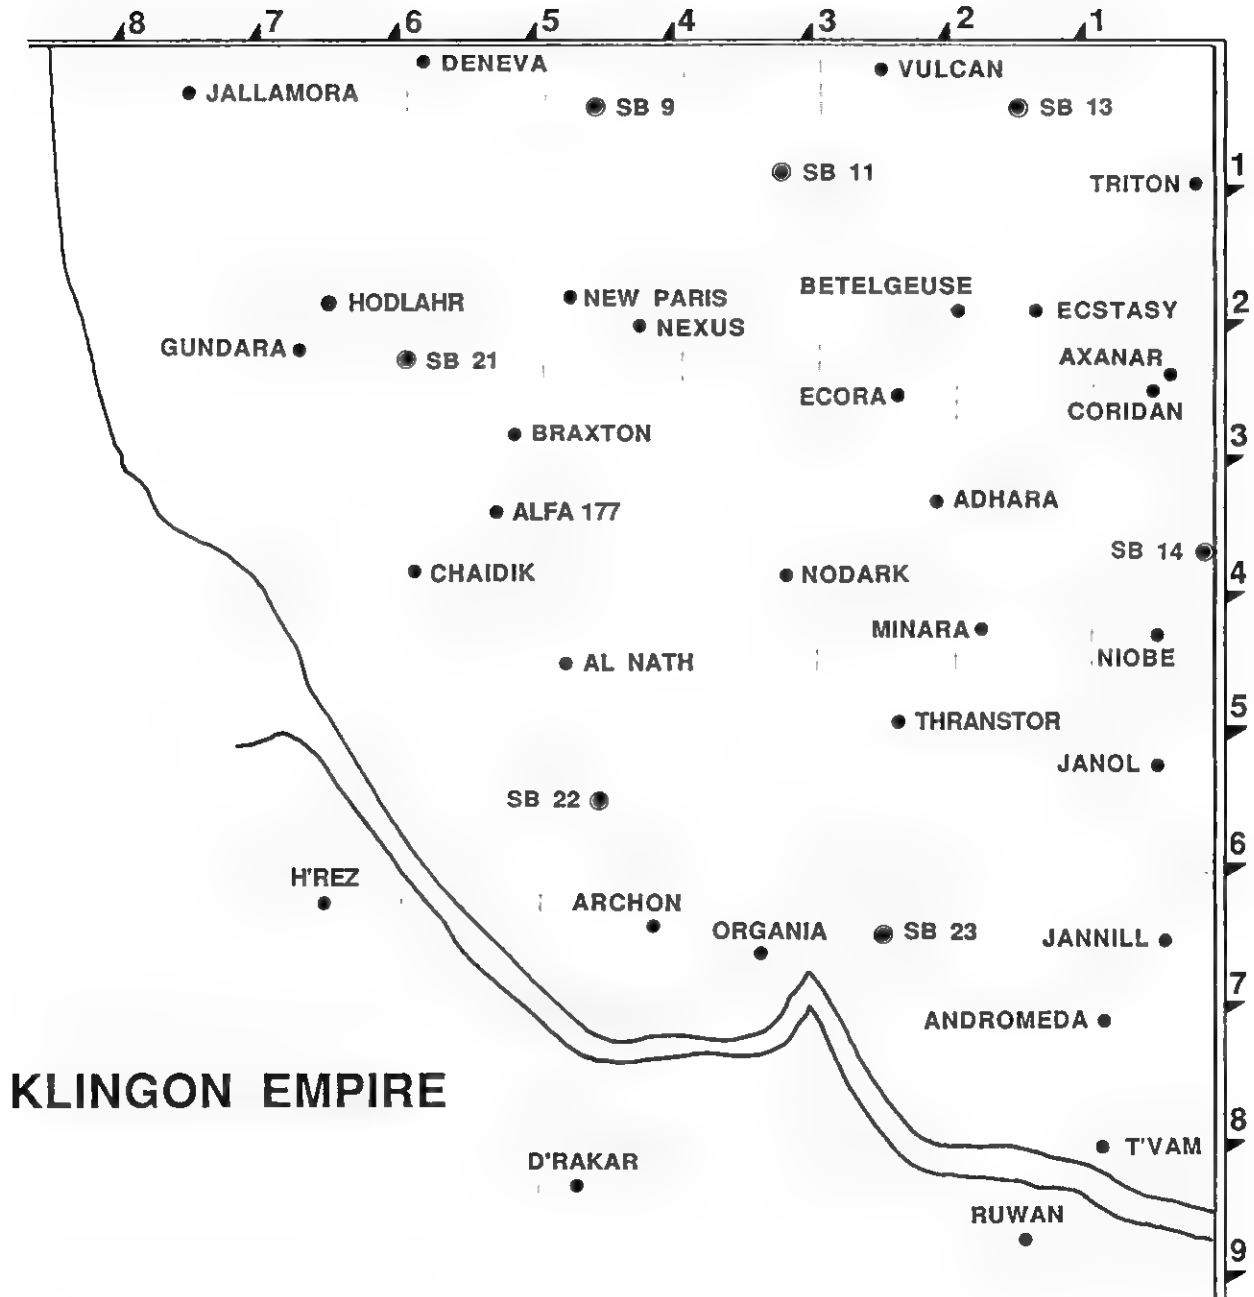 8 7 6 5 4 3 2 1
DENEVA
VULCAN
JALLAMORA
SB 9
SB 13
1
SB 11
TRITON
BETELGEUSE
2
HODLAHR
NEW PARIS
ECSTASY
NEXUS
GUNDARA
SB 21
AXANAR
ECORA
CORIDAN
3
BRAXTON
ADHARA
ALFA 177
SB 14
4
CHAIDIK
NODARK
MINARA
NIOBE
AL NATH
5
THRANSTOR
JANOL
SB 22
6
H'REZ
ARCHON
ORGANIA
SB 23
JANNILL
7
ANDROMEDA
KLINGON EMPIRE
8
T'VAM
D'RAKAR
RUWAN
9